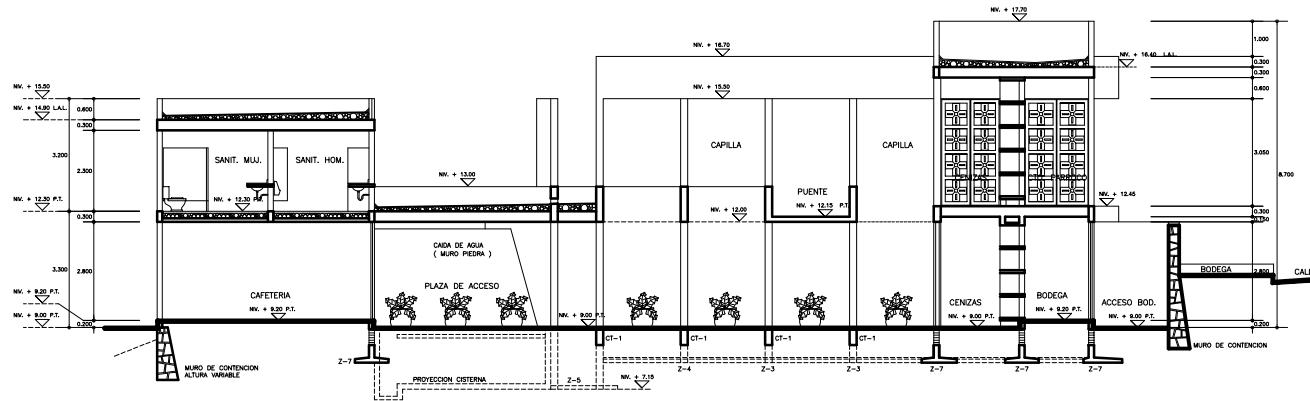 NIV. + 17.70
NIV. + 16.70
NIV. + 16.40 L.A.L.
1.000
0.300
0.300
0.600
NIV. + 15.50
NIV. + 14.90 L.A.L.
0.600
0.300
NIV. + 15.50
3.200
2.300
SANIT. MUJ.
SANIT. HOM.
CAPILLA
CAPILLA
3.050
8.700
NIV. + 13.00
CENIZAS
CTO. PARROCO
PUENTE
NIV. + 12.30 P.T.
NIV. + 12.30 P.T.
NIV. + 12.15 P.T.
NIV. + 12.45
NIV. + 12.00
0.300
0.300
0.150
CAIDA DE AGUA
( MURO PIEDRA )
3.300
2.800
2.800
BODEGA
PLAZA DE ACCESO
CAFETERIA
CENIZAS
BODEGA
ACCESO BOD.
NIV. + 9.20 P.T.
NIV. + 9.20 P.T.
NIV. + 9.20 P.T.
NIV. + 9.00 P.T.
NIV. + 9.00 P.T.
NIV. + 9.00 P.T.
NIV. + 9.00 P.T.
0.200
0.200
CT-1
CT-1
CT-1
CT-1
MURO DE CONTENCION
MURO DE CONTENCION
ALTURA VARIABLE
Z-7
PROYECCION CISTERNA
Z-5
NIV. + 7.15
Z-4
Z-3
Z-3
Z-7
Z-7
Z-7